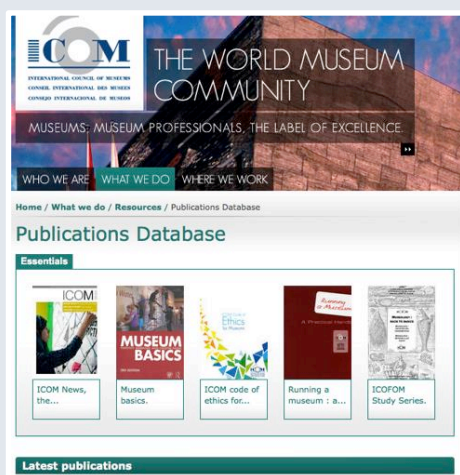 ICOM
INTERNATIONAL COUNCIL OF MUSEUMS
CONSEIL INTERNATIONAL DES MUSEES
CONSEJO INTERNACIONAL DE MUSEOS
THE WORLD MUSEUM
COMMUNITY
MUSEUMS, MUSEUM PROFESSIONALS, THE LABEL OF EXCELLENCE.
WHO WE ARE WHAT WE DO WHERE WE WORK
Home / What we do / Resources / Publications Database
Publications Database
Essentials
ICOM
MUSEUM
BASICS
Ethics
Running
a Museum
A Practical
ICOM News,
the...
Museum
basics.
ICOM code of
ethics for...
Running a
museum : a...
ICOFOM
Study Series.
Latest publications